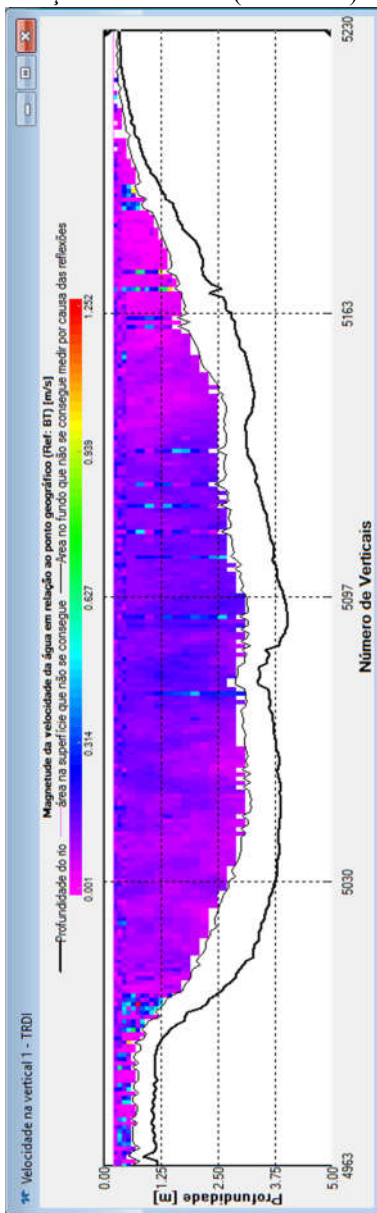 Velocidade na vertical 1 - TRDI
Magnetude da velocidade da água em relação ao ponto geográfico (Ref: BT) [m/s]
Profundidade do rio área na superfície que não se consegue Área no fundo que não se consegue medir por causa das reflexões
0.001 0.314 0.627 0.939 1.252
Profundidade [m]
0.00
1.25
2.50
3.75
5.00
4963 5030 5097 5163 5230
Número de Verticais